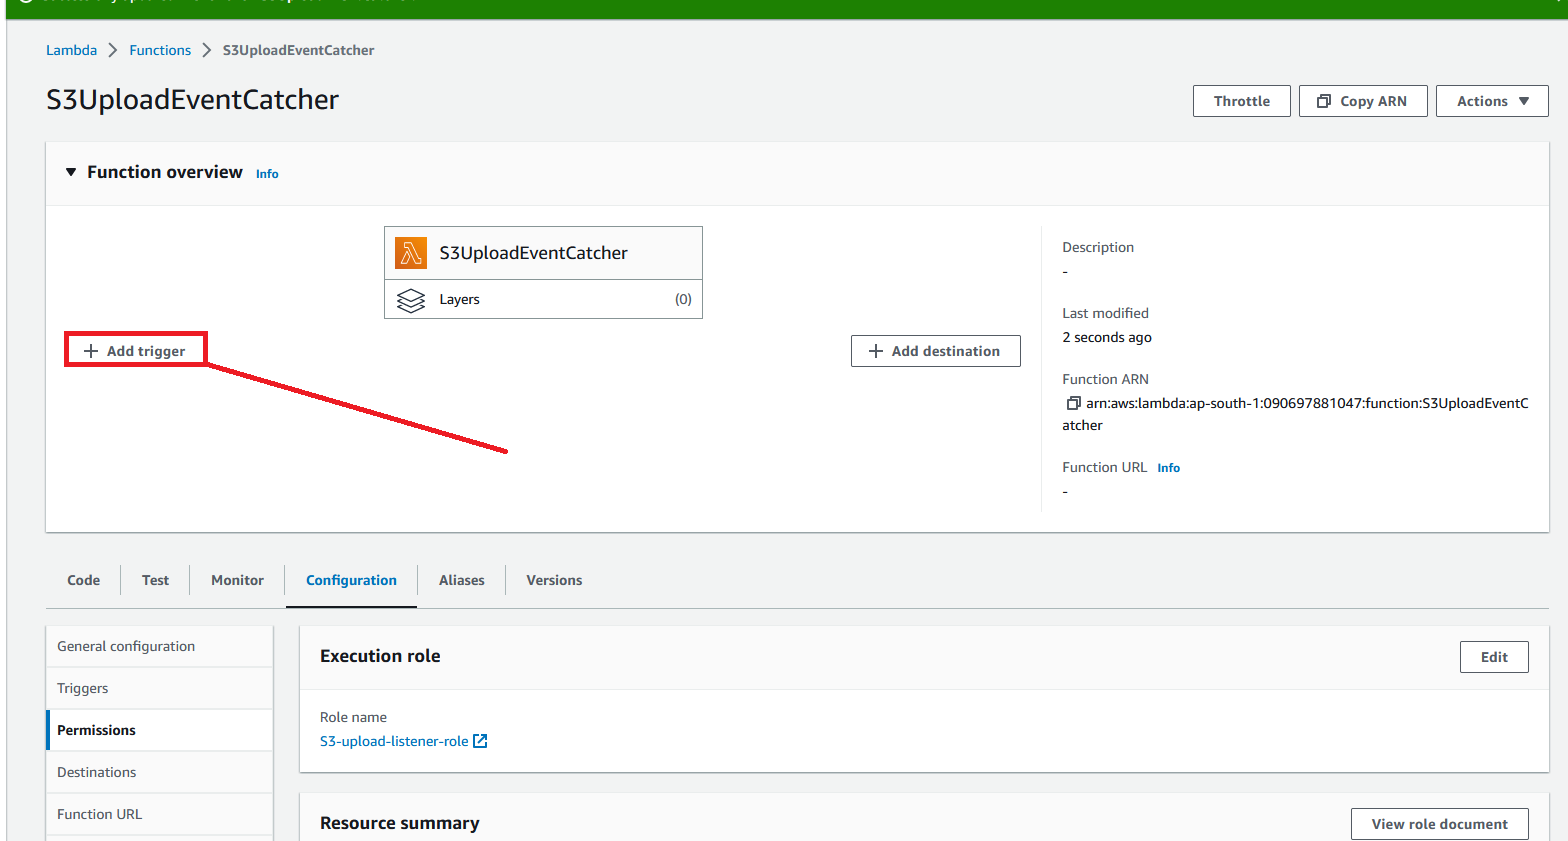 Lambda > Functions > S3UploadEventCatcher
S3UploadEventCatcher
Throttle
Copy ARN
Actions
Function overview Info
S3UploadEventCatcher
Layers (0)
+ Add trigger
+ Add destination
Description
-
Last modified
2 seconds ago
Function ARN
arn:aws:lambda:ap-south-1:090697881047:function:S3UploadEventC
atcher
Function URL Info
-
Code Test Monitor Configuration Aliases Versions
General configuration
Triggers
Permissions
Destinations
Function URL
Execution role
Edit
Role name
S3-upload-listener-role
Resource summary
View role document